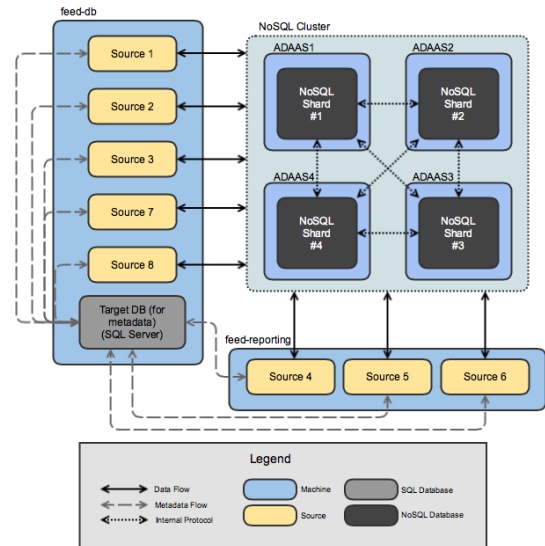 feed-db
Source 1
Source 2
Source 3
Source 7
Source 8
Target DB (for
metadata)
(SQL Server)
NoSQL Cluster
ADAAS1
NoSQL
Shard
#1
ADAAS2
NoSQL
Shard
#2
ADAAS4
NoSQL
Shard
#4
ADAAS3
NoSQL
Shard
#3
feed-reporting
Source 4
Source 5
Source 6
Legend
Data Flow
Metadata Flow
Internal Protocol
Machine
Source
SQL Database
NoSQL Database